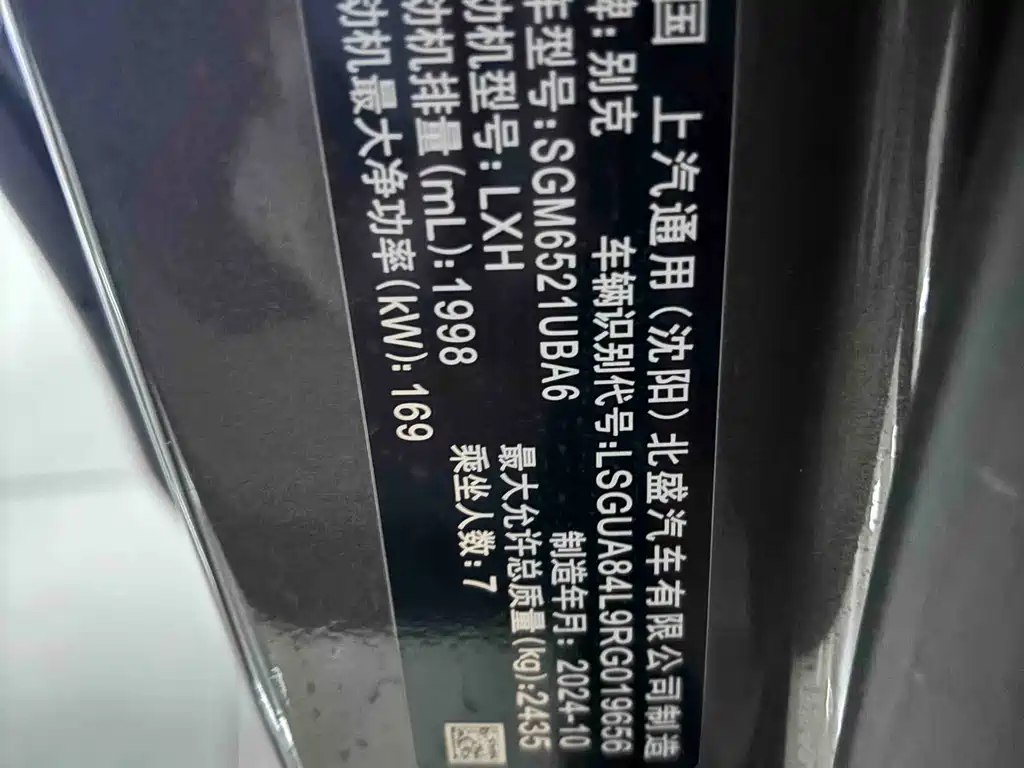 国 上汽通用(沈阳)北盛汽车有限公司制造
牌: 别克 车辆识别代号:LSGUA84L9RG019656
车型号: SGM6521UBA6 制造年月: 2024-10
动机型号: LXH 最大允许总质量(kg):2435
动机排量(mL): 1998 乘坐人数: 7
动机最大净功率(kW): 169